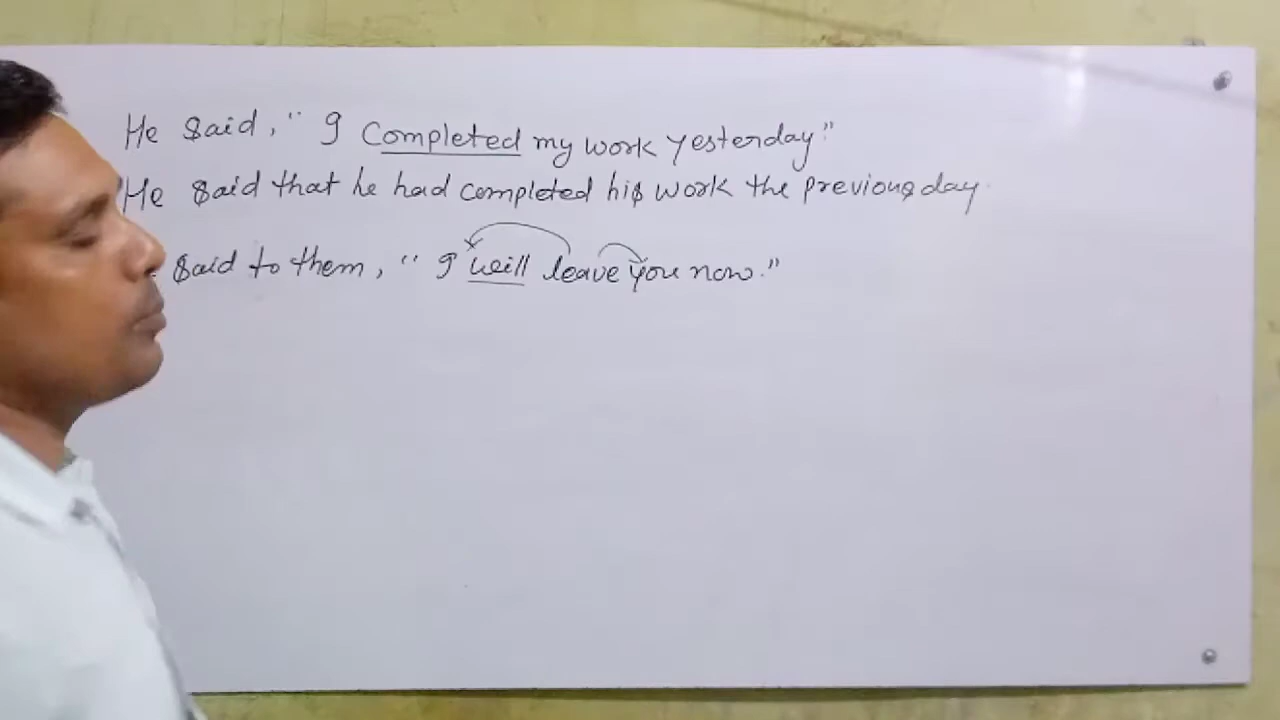 He said, " I completed my work yesterday"
He said that he had completed his work the previous day.
said to them, " I will leave you now."